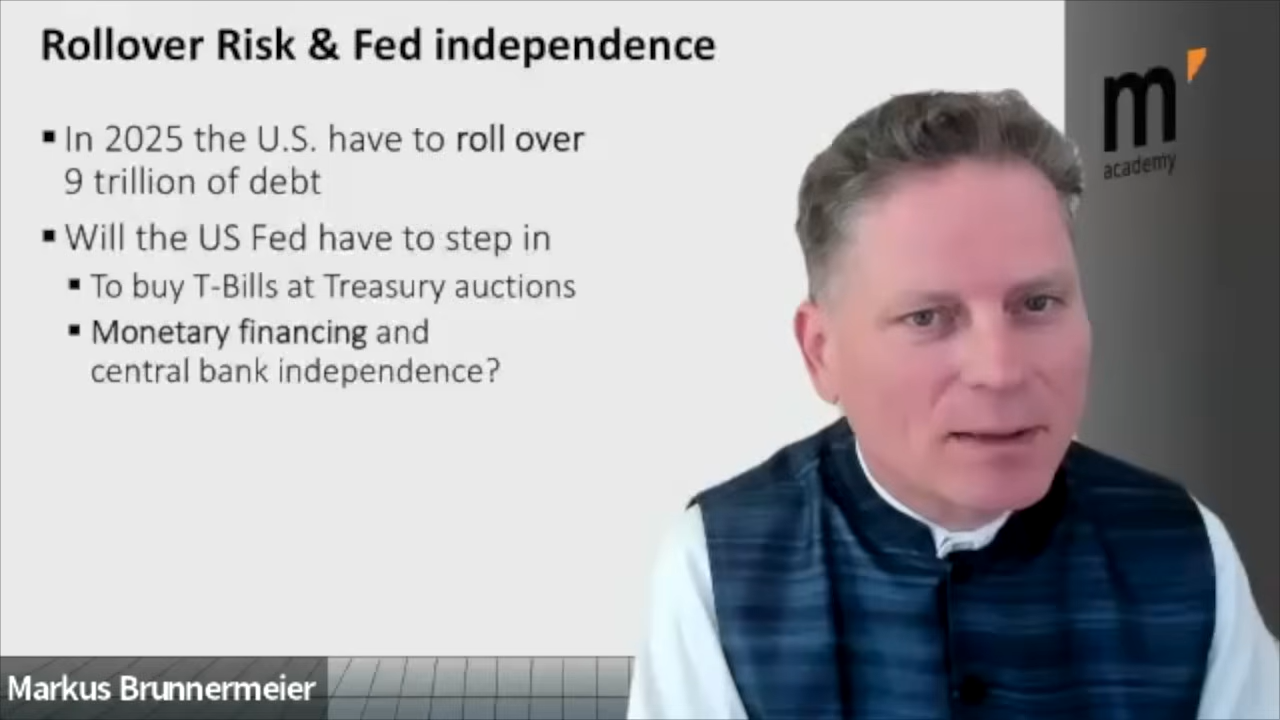 Rollover Risk & Fed independence
▪ In 2025 the U.S. have to roll over
9 trillion of debt
▪ Will the US Fed have to step in
▪ To buy T-Bills at Treasury auctions
▪ Monetary financing and
central bank independence?
m'
academy
Markus Brunnermeier